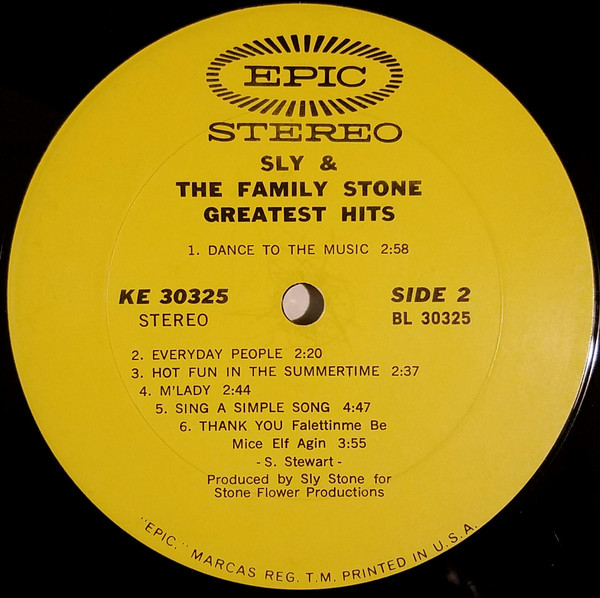 EPIC
STEREO
SLY &
THE FAMILY STONE
GREATEST HITS
1. DANCE TO THE MUSIC 2:58
KE 30325
STEREO
SIDE 2
BL 30325
2. EVERYDAY PEOPLE 2:20
3. HOT FUN IN THE SUMMERTIME 2:37
4. M'LADY 2:44
5. SING A SIMPLE SONG 4:47
6. THANK YOU Falettinme Be
Mice Elf Agin 3:55
- S. Stewart -
Produced by Sly Stone for
Stone Flower Productions
"EPIC." MARCAS REG. T.M. PRINTED IN U.S.A.